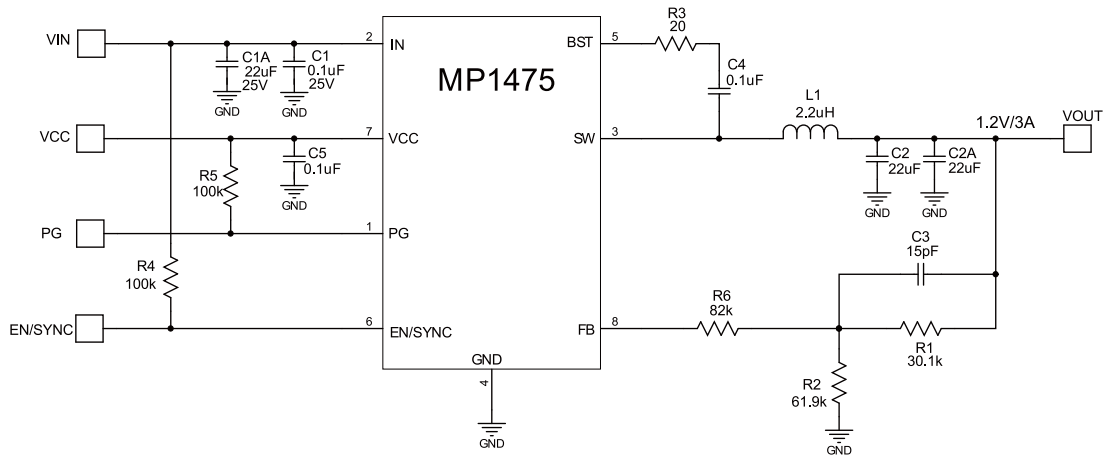 VIN
2
IN
C1A
22uF
25V
GND
C1
0.1uF
25V
GND
VCC
7
VCC
C5
0.1uF
GND
R5
100k
PG
1
PG
R4
100k
EN/SYNC
6
EN/SYNC
MP1475
GND
4
GND
BST
5
R3
20
C4
0.1uF
SW
3
L1
2.2uH
1.2V/3A
VOUT
C2
22uF
GND
C2A
22uF
GND
C3
15pF
FB
8
R6
82k
R1
30.1k
R2
61.9k
GND